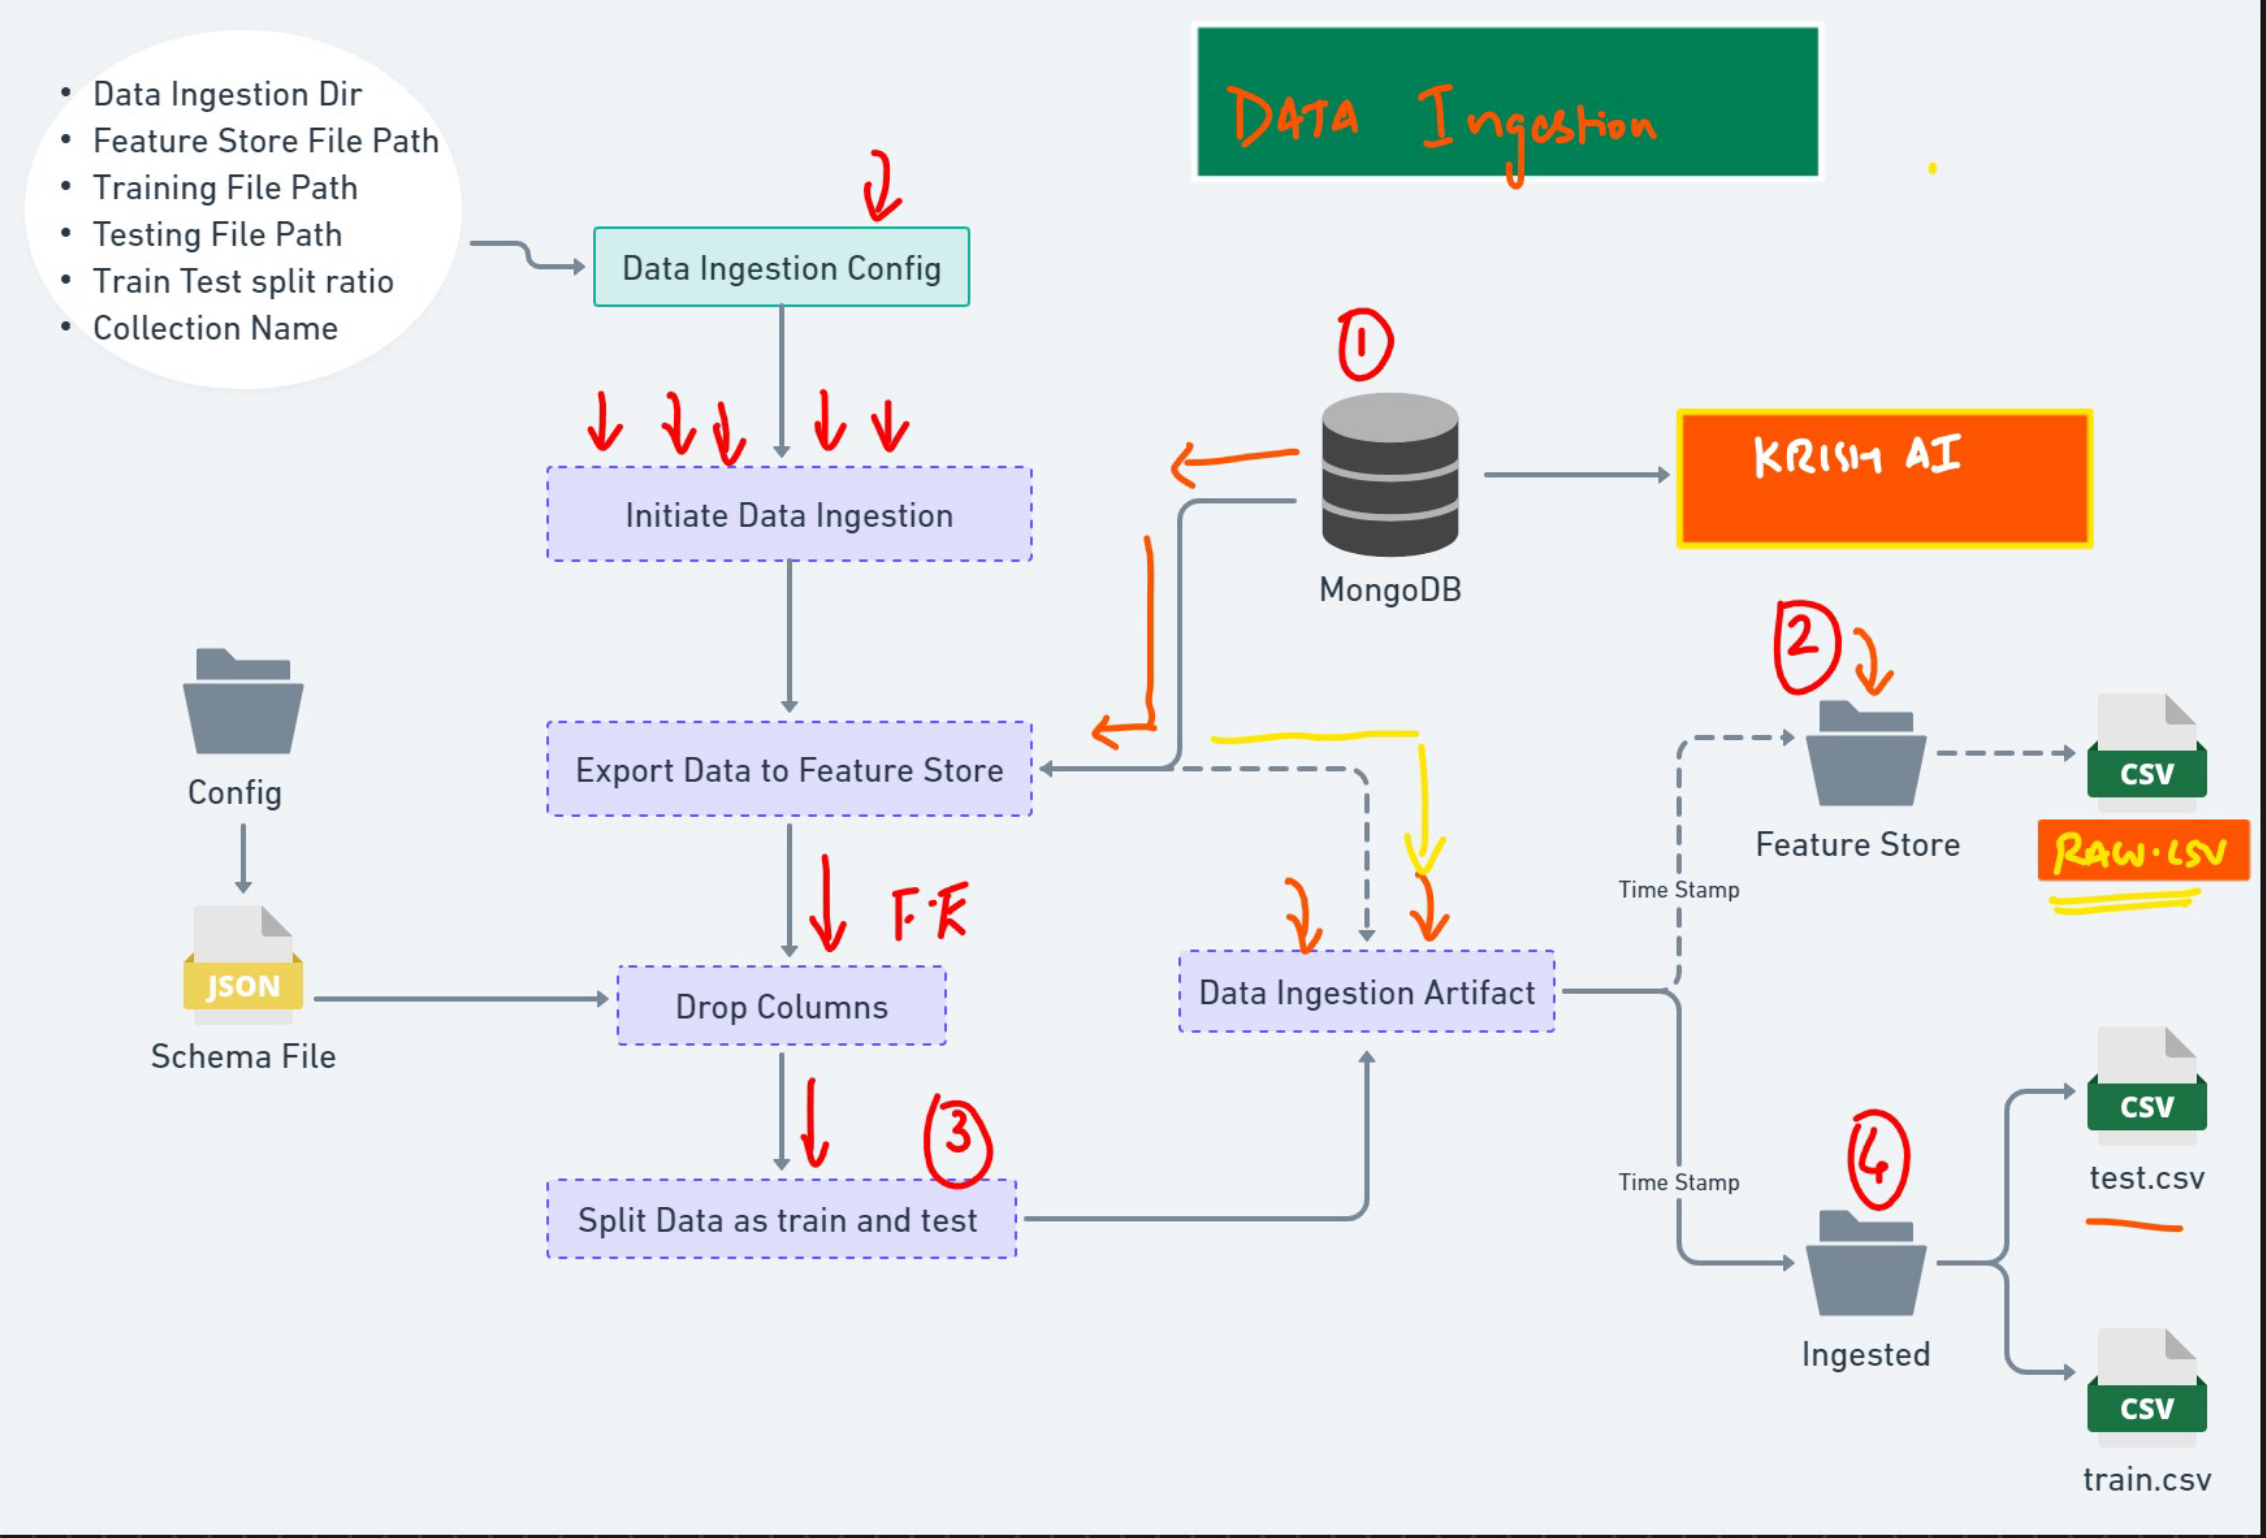 DATA Ingestion
• Data Ingestion Dir
• Feature Store File Path
• Training File Path
• Testing File Path
• Train Test split ratio
• Collection Name
Data Ingestion Config
1
Initiate Data Ingestion
KRISH AI
MongoDB
2
Config
Export Data to Feature Store
CSV
Feature Store
RAW.CSV
Time Stamp
F.E
JSON
Schema File
Drop Columns
Data Ingestion Artifact
3
4
CSV
test.csv
Time Stamp
Split Data as train and test
Ingested
CSV
train.csv